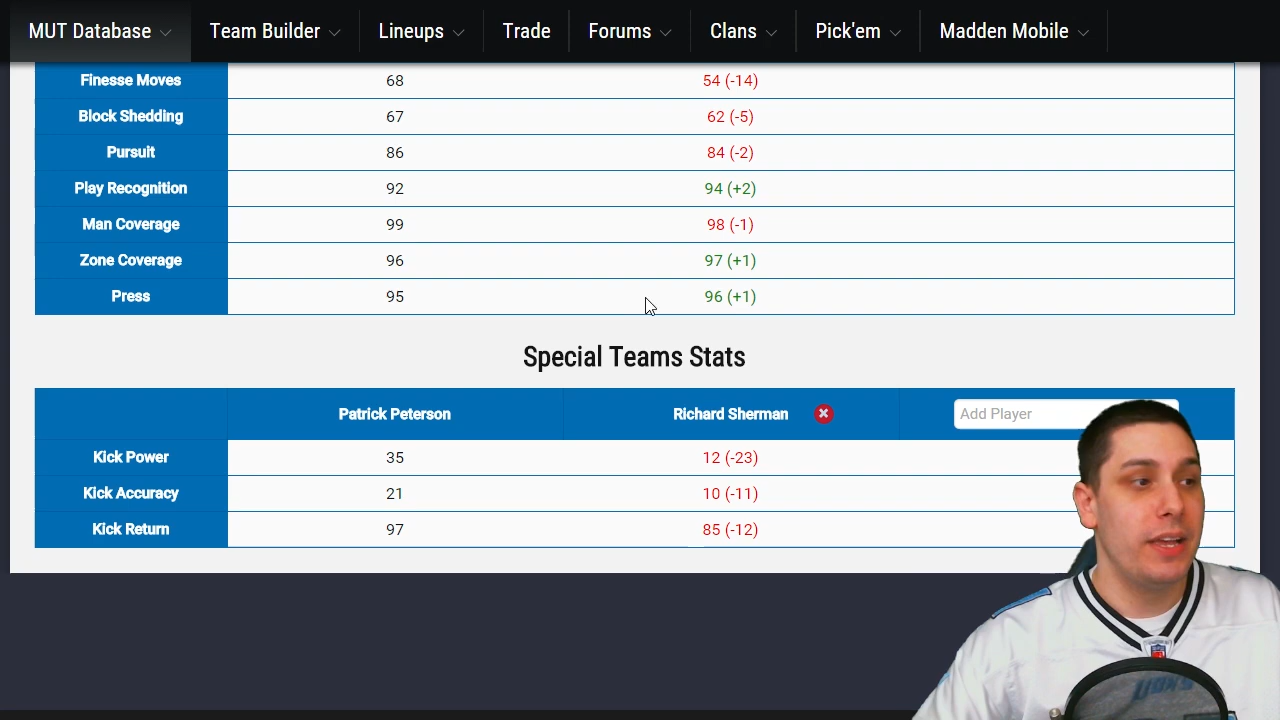 MUT Database Team Builder Lineups Trade Forums Clans Pick'em Madden Mobile
Finesse Moves 68 54 (-14)
Block Shedding 67 62 (-5)
Pursuit 86 84 (-2)
Play Recognition 92 94 (+2)
Man Coverage 99 98 (-1)
Zone Coverage 96 97 (+1)
Press 95 96 (+1)
Special Teams Stats
Patrick Peterson Richard Sherman Add Player
Kick Power 35 12 (-23)
Kick Accuracy 21 10 (-11)
Kick Return 97 85 (-12)